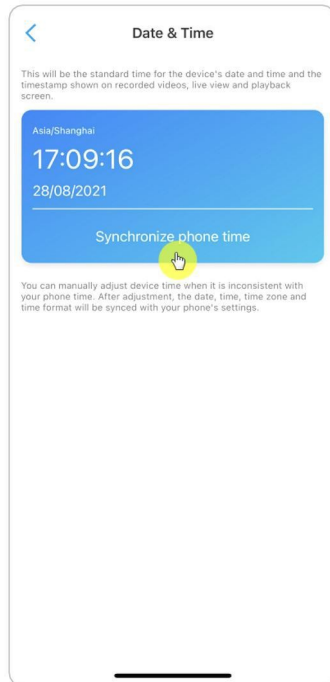 Date & Time
This will be the standard time for the device's date and time and the
timestamp shown on recorded videos, live view and playback
screen.
Asia/Shanghai
17:09:16
28/08/2021
Synchronize phone time
You can manually adjust device time when it is inconsistent with
your phone time. After adjustment, the date, time, time zone and
time format will be synced with your phone's settings.